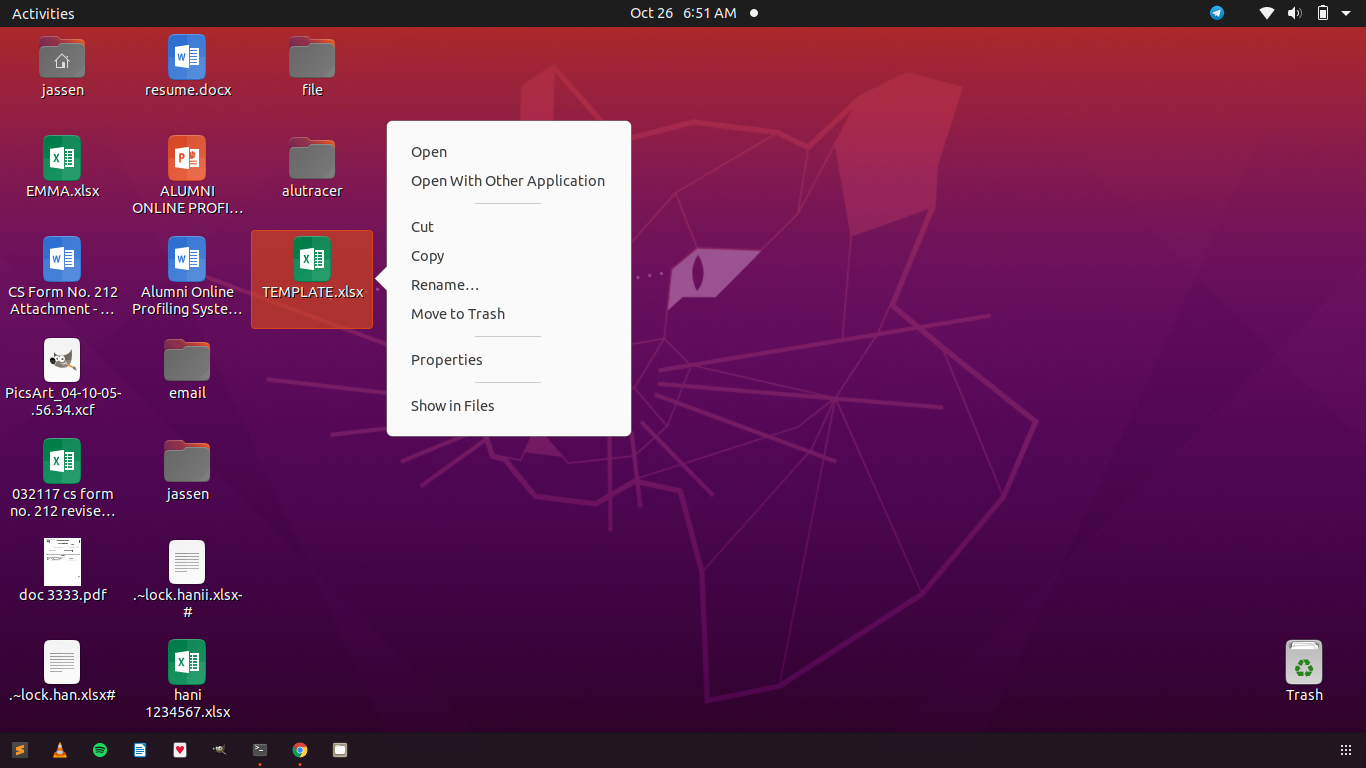 Activities
Oct 26 6:51 AM
jassen
resume.docx
file
EMMA.xlsx
ALUMNI
ONLINE PROFI…
alutracer
CS Form No. 212
Attachment - …
Alumni Online
Profiling Syste…
TEMPLATE.xlsx
PicsArt_04-10-05-
.56.34.xcf
email
032117 cs form
no. 212 revise…
jassen
doc 3333.pdf
.~lock.hanii.xlsx-
#
.~lock.han.xlsx#
hani
1234567.xlsx
Open
Open With Other Application
Cut
Copy
Rename…
Move to Trash
Properties
Show in Files
Trash